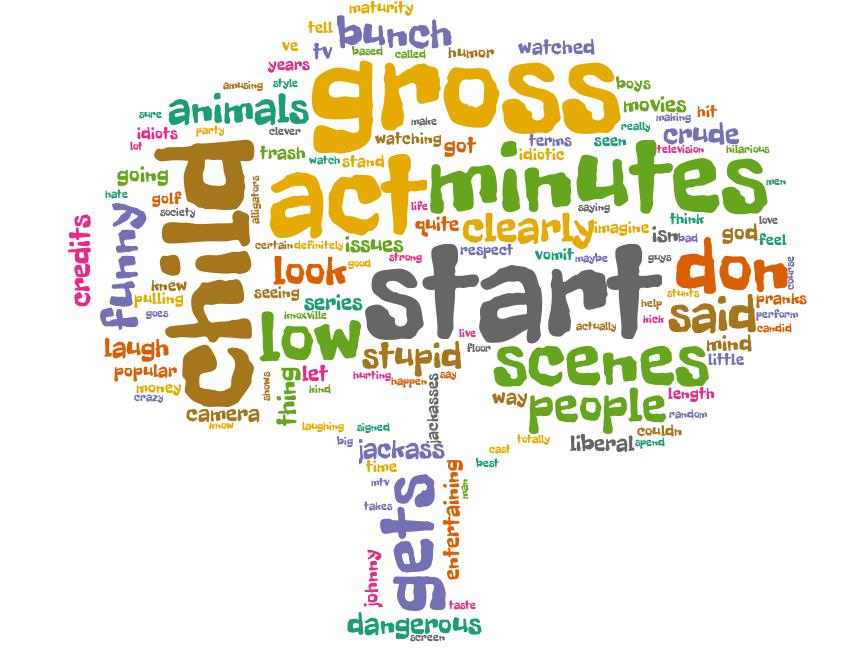 maturity
tell
bunch
ve
tv
based
called
humor
watched
years
gross
amusing
style
boys
animals
movies
hit
sure
clever
make
making
idiots
party
watching
got
terms
seen
really
crude
lot
child
trash
watch
stand
idiotic
television
hilarious
going
act
minutes
men
hate
golf
alligators
life
saying
society
funny
quite
clearly
imagine
think
love
credits
certain
definitely
issues
respect
isn
bad
god
feel
strong
vomit
maybe
guys
look
good
start
don
course
knew
pulling
seeing
series
help
stunts
said
pranks
goes
knoxville
perform
low
live
actually
kick
candid
laugh
stupid
floor
scenes
mind
little
popular
shows
thing
let
hurting
happen
say
money
kind
jackasses
way
people
length
crazy
camera
random
know
laughing
signed
couldn
big
jackass
totally
liberal
spend
cast
time
best
mtv
gets
entertaining
man
takes
johnny
taste
dangerous
screen